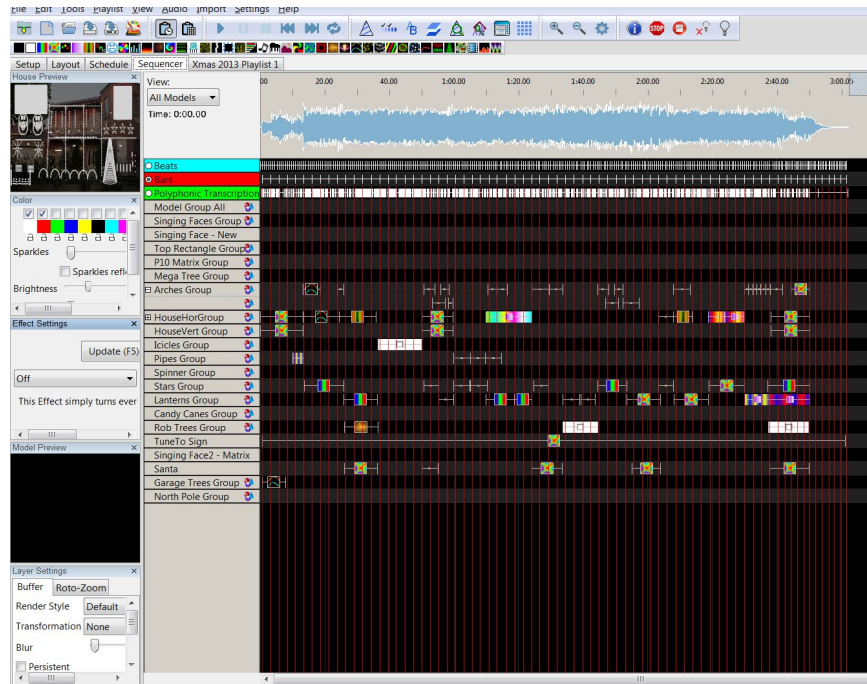 File Edit Tools Playlist View Audio Import Settings Help
Setup Layout Schedule Sequencer Xmas 2013 Playlist 1
House Preview
View:
All Models
Time: 0:00.00
00 20.00 40.00 1:00.00 1:20.00 1:40.00 2:00.00 2:20.00 2:40.00 3:00.0
Beats
Bars
Polyphonic Transcription
Color
Sparkles
Sparkles refl
Brightness
Model Group All
Singing Faces Group
Singing Face - New
Top Rectangle Group
P10 Matrix Group
Mega Tree Group
Arches Group
HouseHorGroup
HouseVert Group
Icicles Group
Pipes Group
Spinner Group
Stars Group
Lanterns Group
Candy Canes Group
Rob Trees Group
TuneTo Sign
Singing Face2 - Matrix
Santa
Garage Trees Group
North Pole Group
Effect Settings
Update (F5)
Off
This Effect simply turns ever
Model Preview
Layer Settings
Buffer Roto-Zoom
Render Style Default
Transformation None
Blur
Persistent